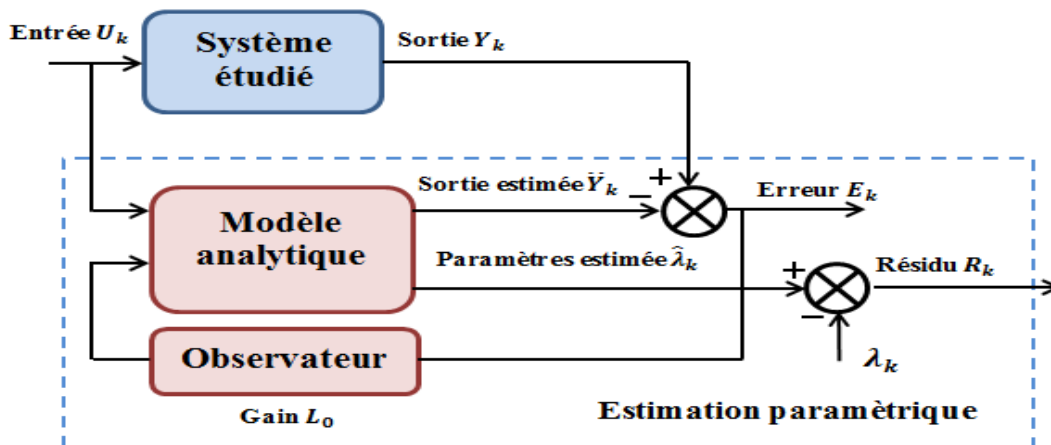 Entrée U_k
Système
étudié
Sortie Y_k
Sortie estimée Ŷ_k
Erreur E_k
Modèle
analytique
Paramètres estimée λ̂_k
Résidu R_k
λ_k
Observateur
Gain L_0
Estimation paramètrique
+
−
+
−